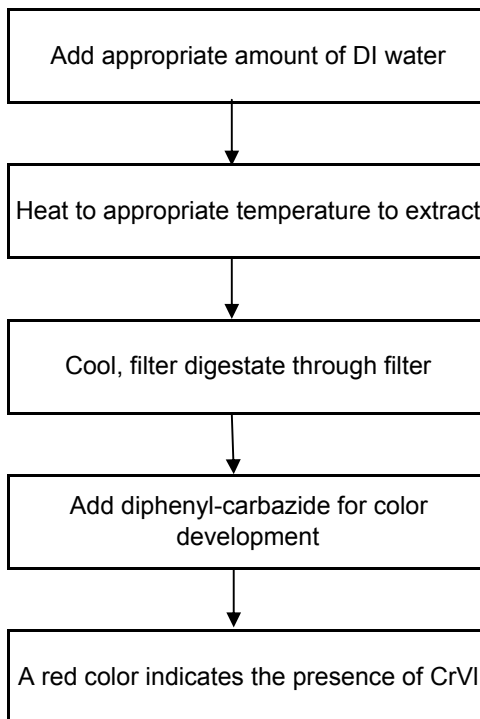 Add appropriate amount of DI water
Heat to appropriate temperature to extract
Cool, filter digestate through filter
Add diphenyl-carbazide for color
development
A red color indicates the presence of CrVI